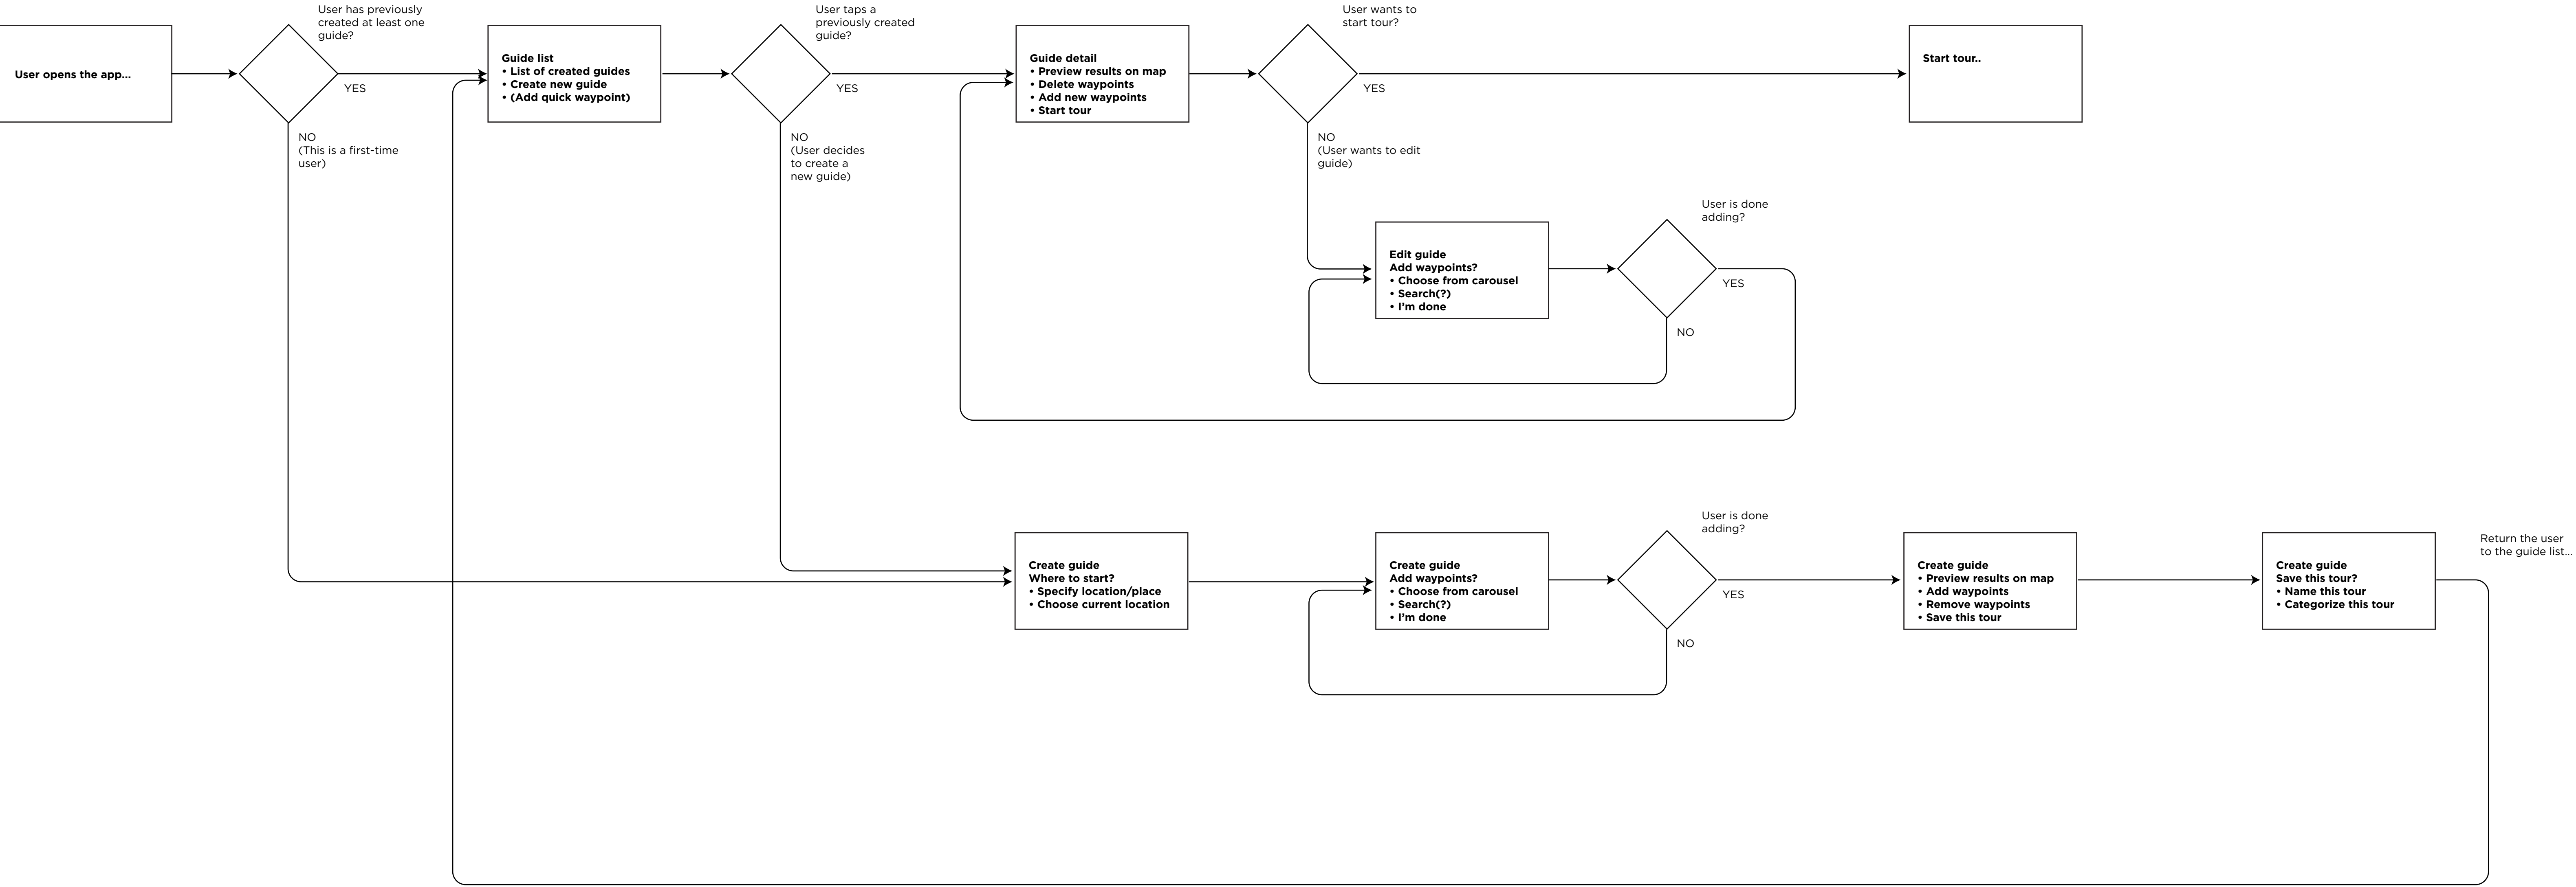 User opens the app...
User has previously
created at least one
guide?
YES
NO
(This is a first-time
user)
Guide list
• List of created guides
• Create new guide
• (Add quick waypoint)
User taps a
previously created
guide?
YES
NO
(User decides
to create a
new guide)
Guide detail
• Preview results on map
• Delete waypoints
• Add new waypoints
• Start tour
User wants to
start tour?
YES
NO
(User wants to edit
guide)
Start tour..
Edit guide
Add waypoints?
• Choose from carousel
• Search(?)
• I'm done
User is done
adding?
YES
NO
Create guide
Where to start?
• Specify location/place
• Choose current location
Create guide
Add waypoints?
• Choose from carousel
• Search(?)
• I'm done
User is done
adding?
YES
NO
Create guide
• Preview results on map
• Add waypoints
• Remove waypoints
• Save this tour
Create guide
Save this tour?
• Name this tour
• Categorize this tour
Return the user
to the guide list...